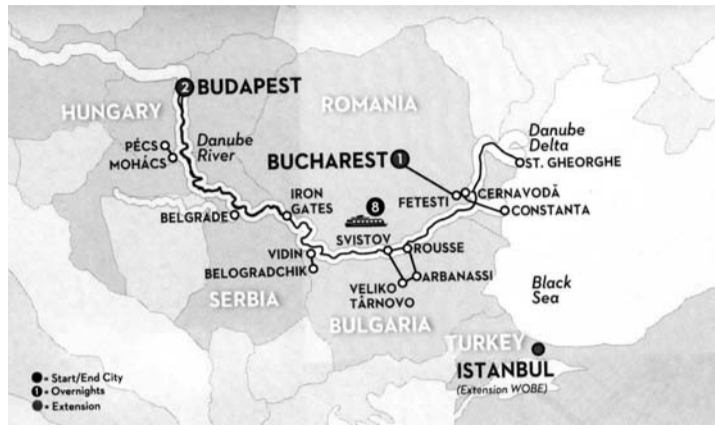 2 BUDAPEST
HUNGARY
ROMANIA
PÉCS
MOHÁCS
Danube
River
Danube
Delta
BUCHAREST 1
ST. GHEORGHE
FETESTI
CERNAVODĂ
CONSTANTA
IRON
GATES
BELGRADE
8
SVISTOV
ROUSSE
VIDIN
BELOGRADCHIK
ARBANASSI
VELIKO
TÂRNOVO
SERBIA
BULGARIA
Black
Sea
TURKEY
ISTANBUL
(Extension WOBE)
= Start/End City
1 = Overnights
= Extension